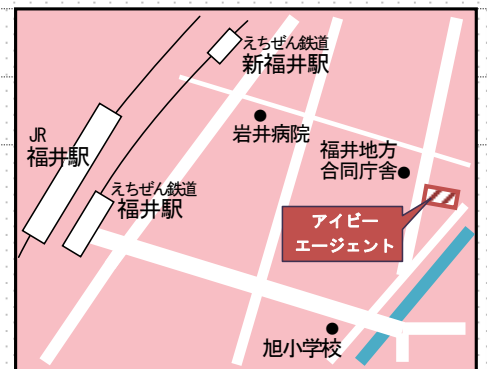 えちぜん鉄道
新福井駅
JR
福井駅
岩井病院
福井地方
合同庁舎
えちぜん鉄道
福井駅
アイビー
エージェント
旭小学校